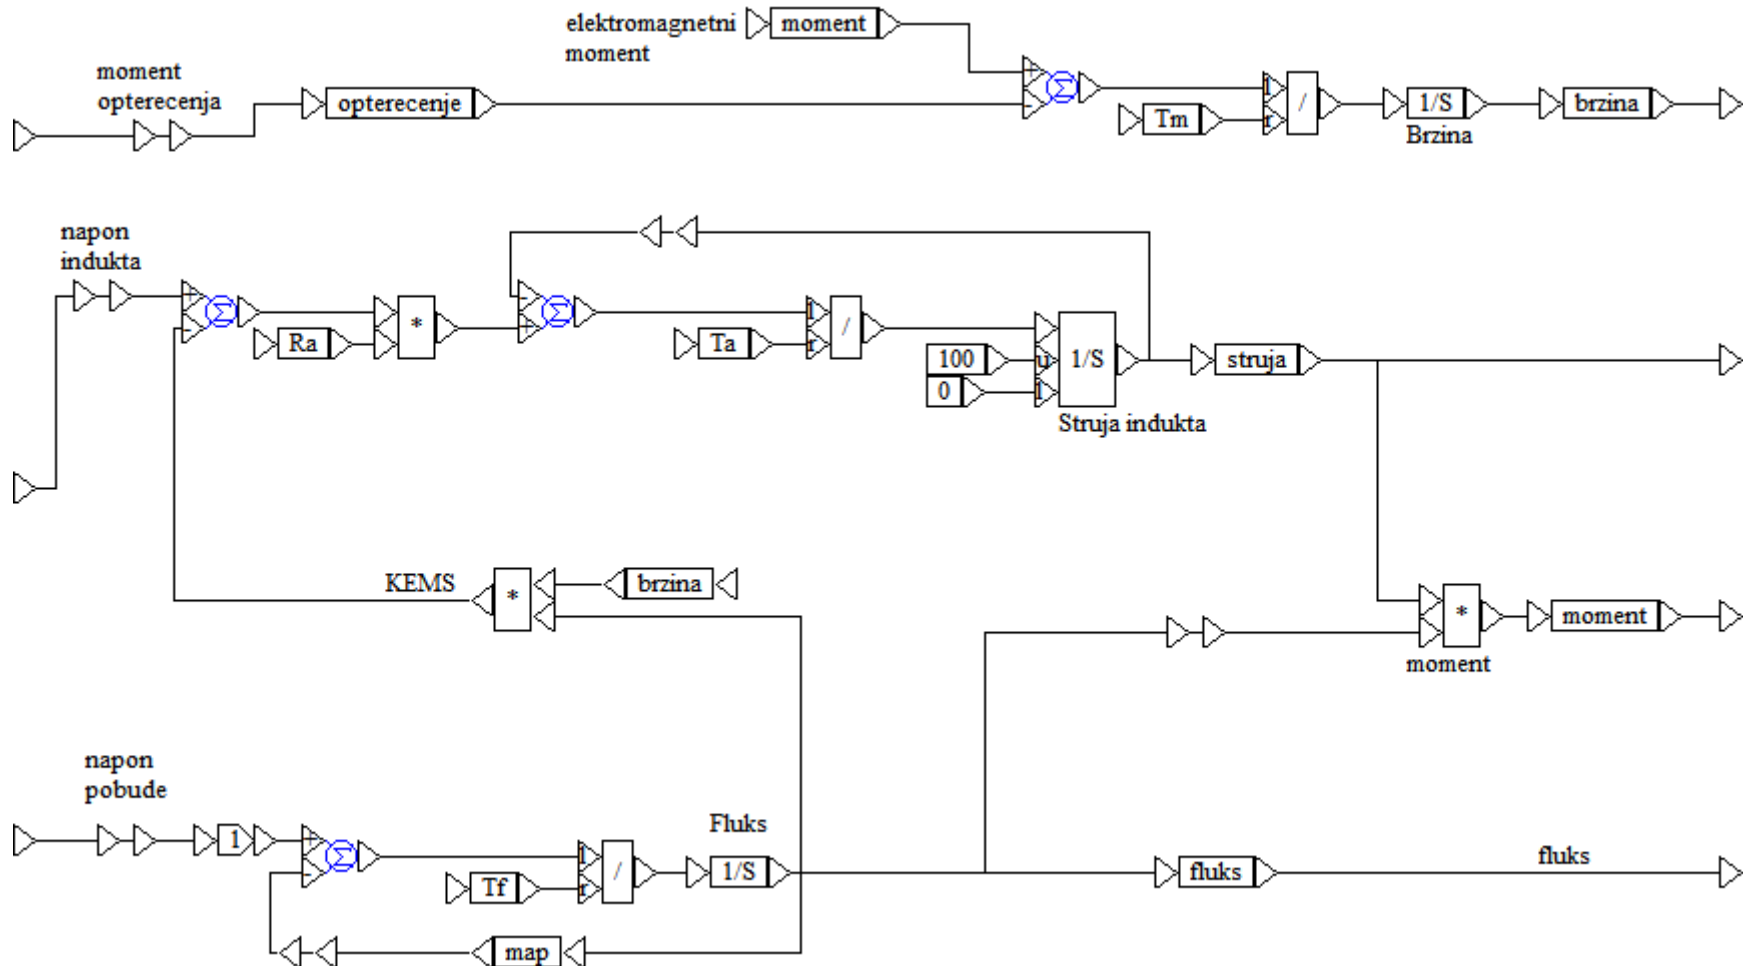 elektromagnetni
moment
moment
moment
opterecenja
opterecenje
+
Σ
-
l
/
r
Tm
1/S
Brzina
brzina
napon
indukta
+
Σ
-
Ra
*
-
Σ
+
Ta
l
/
r
100
0
u
l
1/S
Struja indukta
struja
KEMS
*
brzina
*
moment
moment
napon
pobude
1
+
Σ
-
Tf
l
/
r
Fluks
1/S
fluks
fluks
map